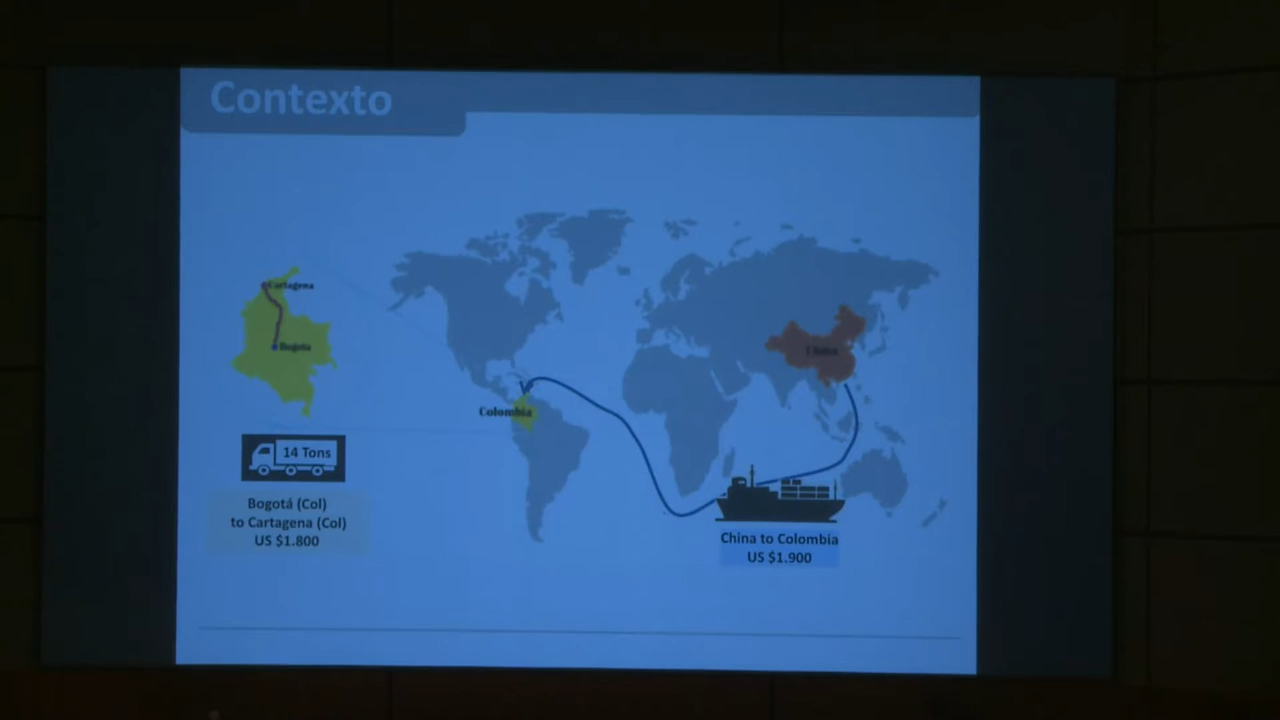 Contexto
Cartagena
Bogota
14 Tons
Bogotá (Col)
to Cartagena (Col)
US $1.800
Colombia
China
China to Colombia
US $1.900